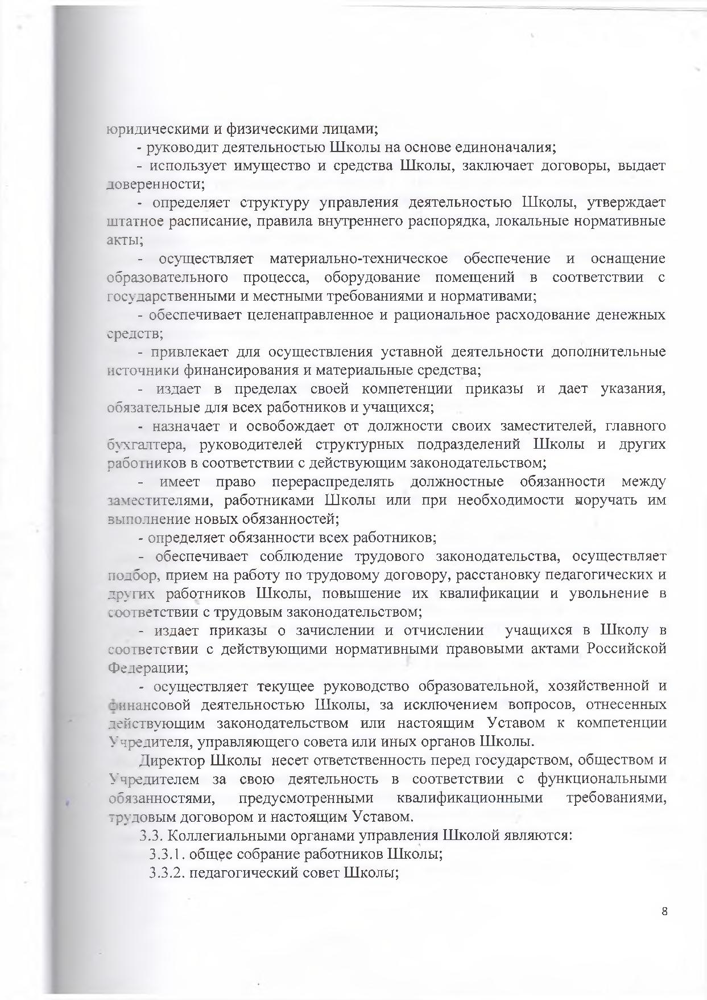 юридическими и физическими лицами;
- руководит деятельностью Школы на основе единоначалия;
- использует имущество и средства Школы, заключает договоры, выдает
доверенности;
- определяет структуру управления деятельностью Школы, утверждает
штатное расписание, правила внутреннего распорядка, локальные нормативные
акты;
- осуществляет материально-техническое обеспечение и оснащение
образовательного процесса, оборудование помещений в соответствии с
государственными и местными требованиями и нормативами;
- обеспечивает целенаправленное и рациональное расходование денежных
средств;
- привлекает для осуществления уставной деятельности дополнительные
источники финансирования и материальные средства;
- издает в пределах своей компетенции приказы и дает указания,
обязательные для всех работников и учащихся;
- назначает и освобождает от должности своих заместителей, главного
бухгалтера, руководителей структурных подразделений Школы и других
работников в соответствии с действующим законодательством;
- имеет право перераспределять должностные обязанности между
заместителями, работниками Школы или при необходимости поручать им
выполнение новых обязанностей;
- определяет обязанности всех работников;
- обеспечивает соблюдение трудового законодательства, осуществляет
подбор, прием на работу по трудовому договору, расстановку педагогических и
других работников Школы, повышение их квалификации и увольнение в
соответствии с трудовым законодательством;
- издает приказы о зачислении и отчислении учащихся в Школу в
соответствии с действующими нормативными правовыми актами Российской
Федерации;
- осуществляет текущее руководство образовательной, хозяйственной и
финансовой деятельностью Школы, за исключением вопросов, отнесенных
действующим законодательством или настоящим Уставом к компетенции
Учредителя, управляющего совета или иных органов Школы.
Директор Школы несет ответственность перед государством, обществом и
Учредителем за свою деятельность в соответствии с функциональными
обязанностями, предусмотренными квалификационными требованиями,
трудовым договором и настоящим Уставом.
3.3. Коллегиальными органами управления Школой являются:
3.3.1. общее собрание работников Школы;
3.3.2. педагогический совет Школы;
8